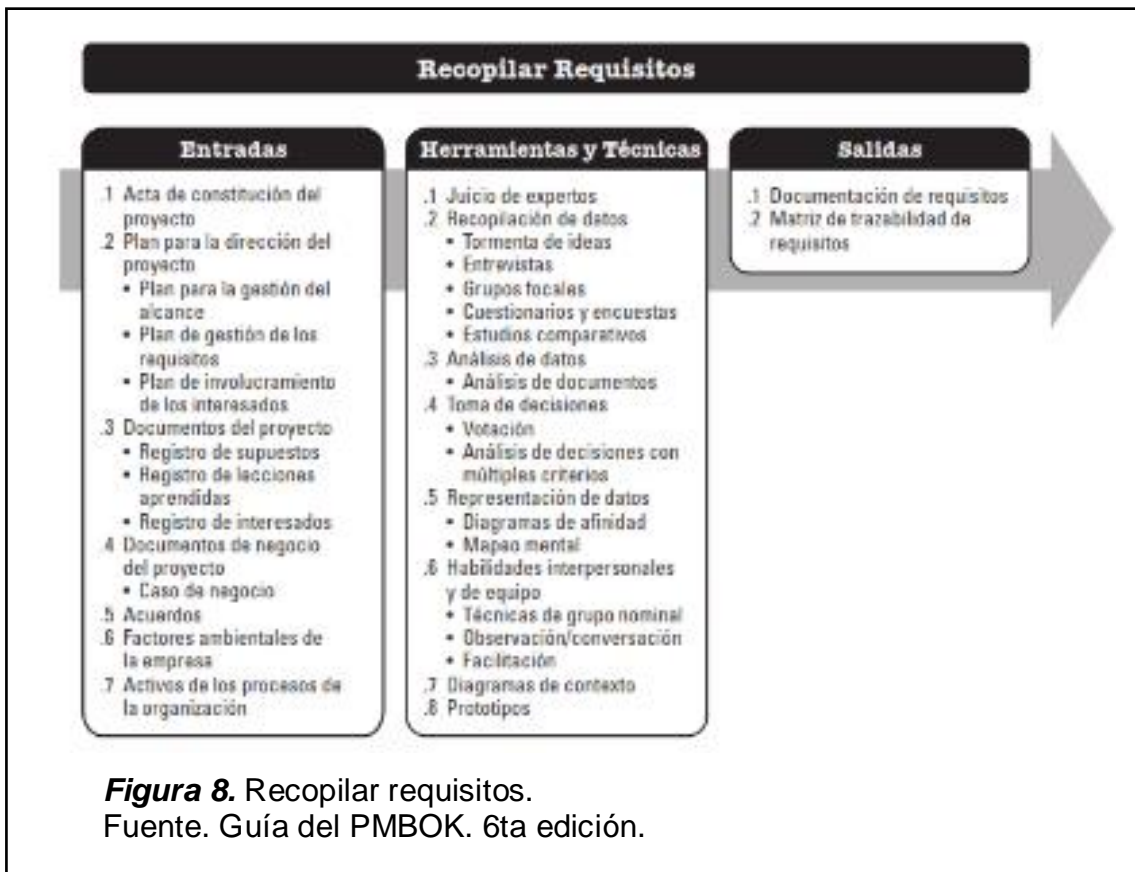 Recopilar Requisitos
Entradas
.1 Acta de constitución del
proyecto
.2 Plan para la dirección del
proyecto
• Plan para la gestión del
alcance
• Plan de gestión de los
requisitos
• Plan de involucramiento
de los interesados
.3 Documentos del proyecto
• Registro de supuestos
• Registro de lecciones
aprendidas
• Registro de interesados
.4 Documentos de negocio
del proyecto
• Caso de negocio
.5 Acuerdos
.6 Factores ambientales de
la empresa
.7 Activos de los procesos de
la organización
Herramientas y Técnicas
.1 Juicio de expertos
.2 Recopilación de datos
• Tormenta de ideas
• Entrevistas
• Grupos focales
• Cuestionarios y encuestas
• Estudios comparativos
.3 Análisis de datos
• Análisis de documentos
.4 Toma de decisiones
• Votación
• Análisis de decisiones con
múltiples criterios
.5 Representación de datos
• Diagramas de afinidad
• Mapeo mental
.6 Habilidades interpersonales
y de equipo
• Técnicas de grupo nominal
• Observación/conversación
• Facilitación
.7 Diagramas de contexto
.8 Prototipos
Salidas
.1 Documentación de requisitos
.2 Matriz de trazabilidad de
requisitos
Figura 8. Recopilar requisitos.
Fuente. Guía del PMBOK. 6ta edición.